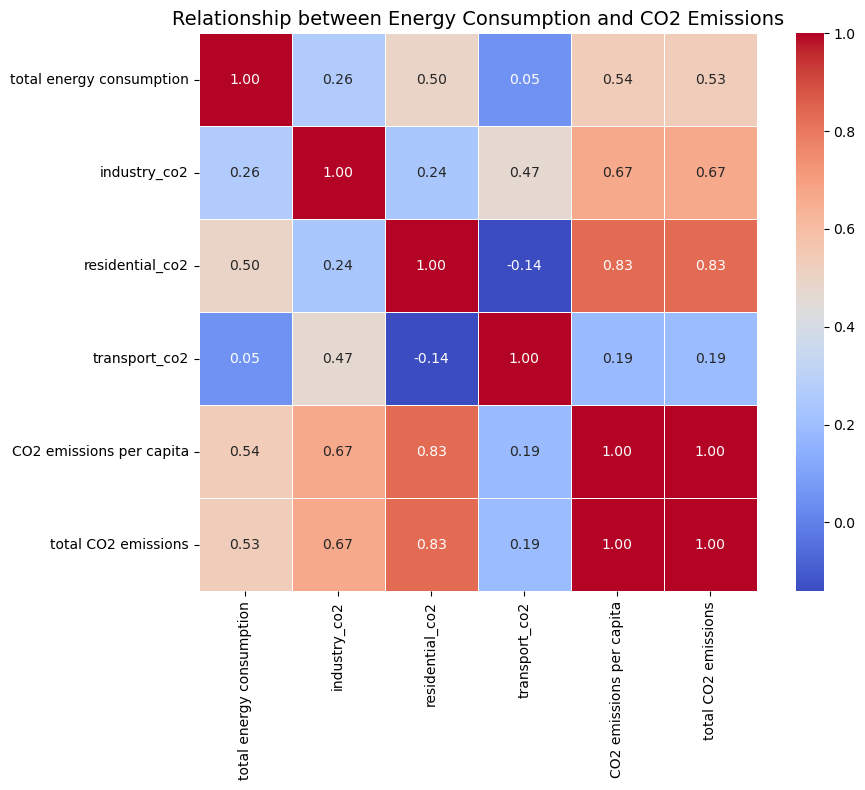 Relationship between Energy Consumption and CO2 Emissions
total energy consumption 1.00 0.26 0.50 0.05 0.54 0.53
industry_co2 0.26 1.00 0.24 0.47 0.67 0.67
residential_co2 0.50 0.24 1.00 -0.14 0.83 0.83
transport_co2 0.05 0.47 -0.14 1.00 0.19 0.19
CO2 emissions per capita 0.54 0.67 0.83 0.19 1.00 1.00
total CO2 emissions 0.53 0.67 0.83 0.19 1.00 1.00
total energy consumption
industry_co2
residential_co2
transport_co2
CO2 emissions per capita
total CO2 emissions
1.0
0.8
0.6
0.4
0.2
0.0